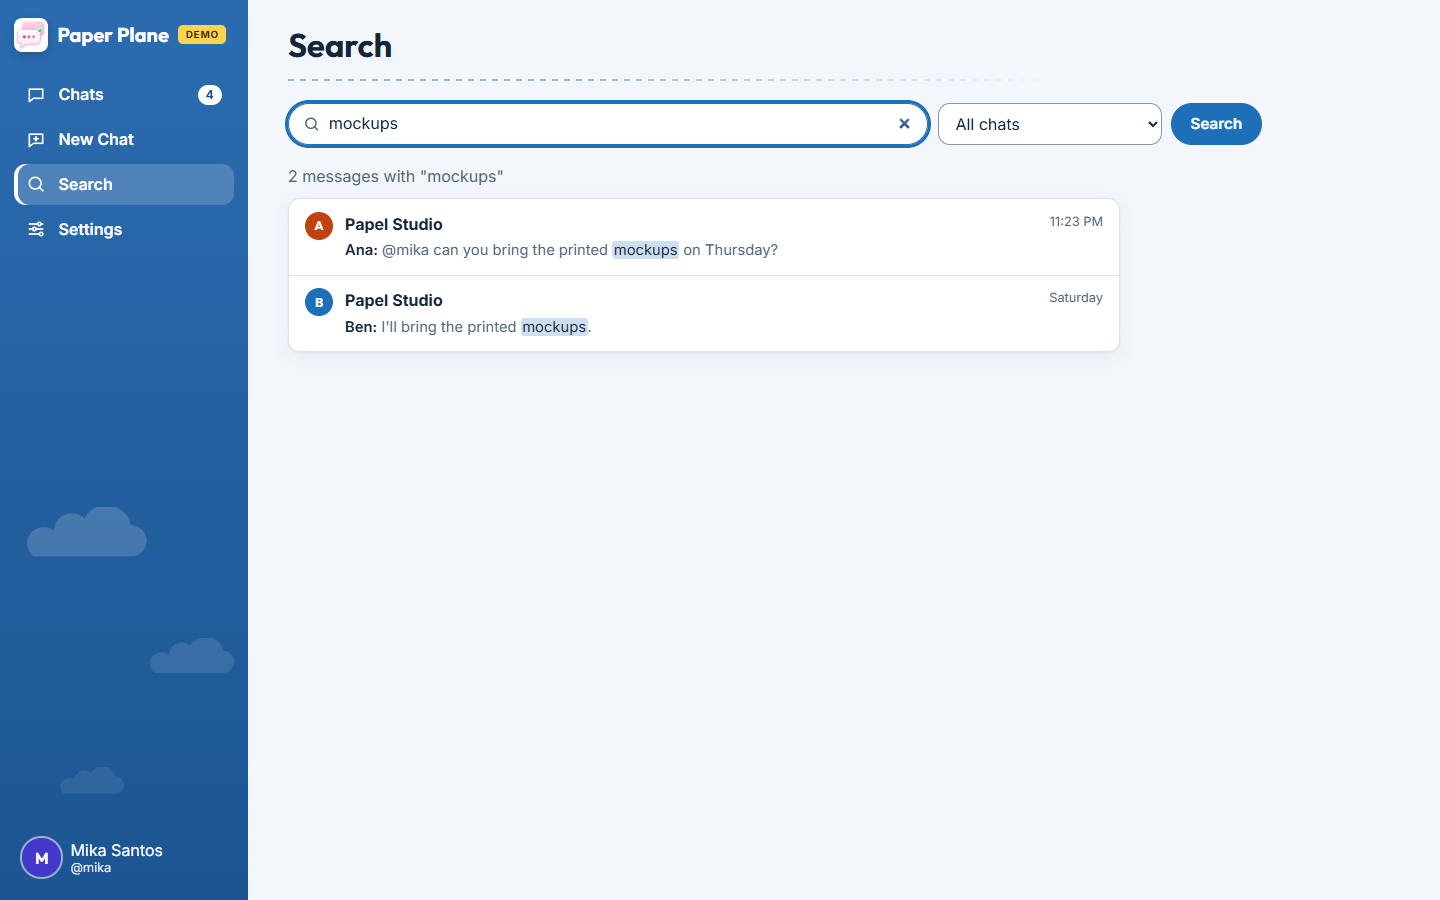 Paper Plane DEMO
Chats 4
New Chat
Search
Settings
Mika Santos
@mika
M
Search
mockups
All chats
Search
2 messages with "mockups"
A
Papel Studio
11:23 PM
Ana: @mika can you bring the printed mockups on Thursday?
B
Papel Studio
Saturday
Ben: I'll bring the printed mockups.